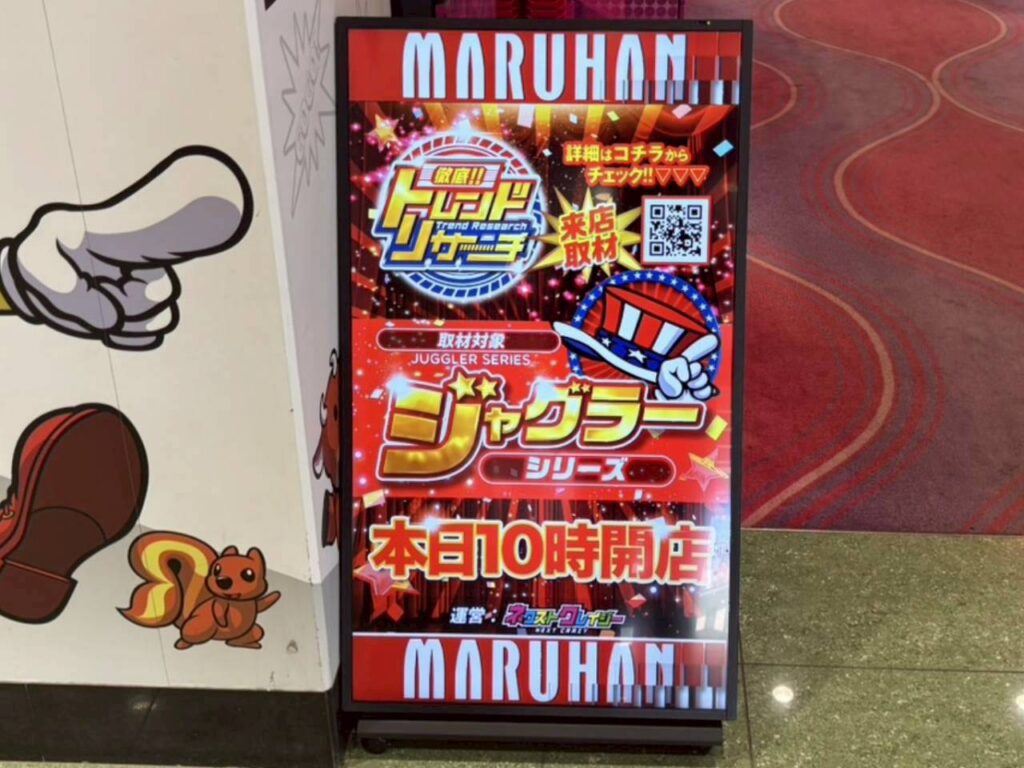 MARUHAN
徹底!!
トレンド
Trend Research
リサーチ
詳細はコチラから
チェック!!▽▽▽
来店
取材
取材対象
JUGGLER SERIES
ジャグラー
シリーズ
本日10時開店
運営:ネクストクレイジー
NEXT CRAZY
MARUHAN